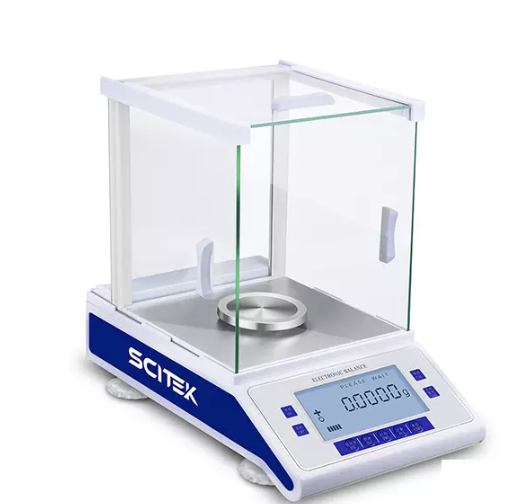 SCITEK
ELECTRONIC BALANCE
PLEASE WAIT
0.0000g